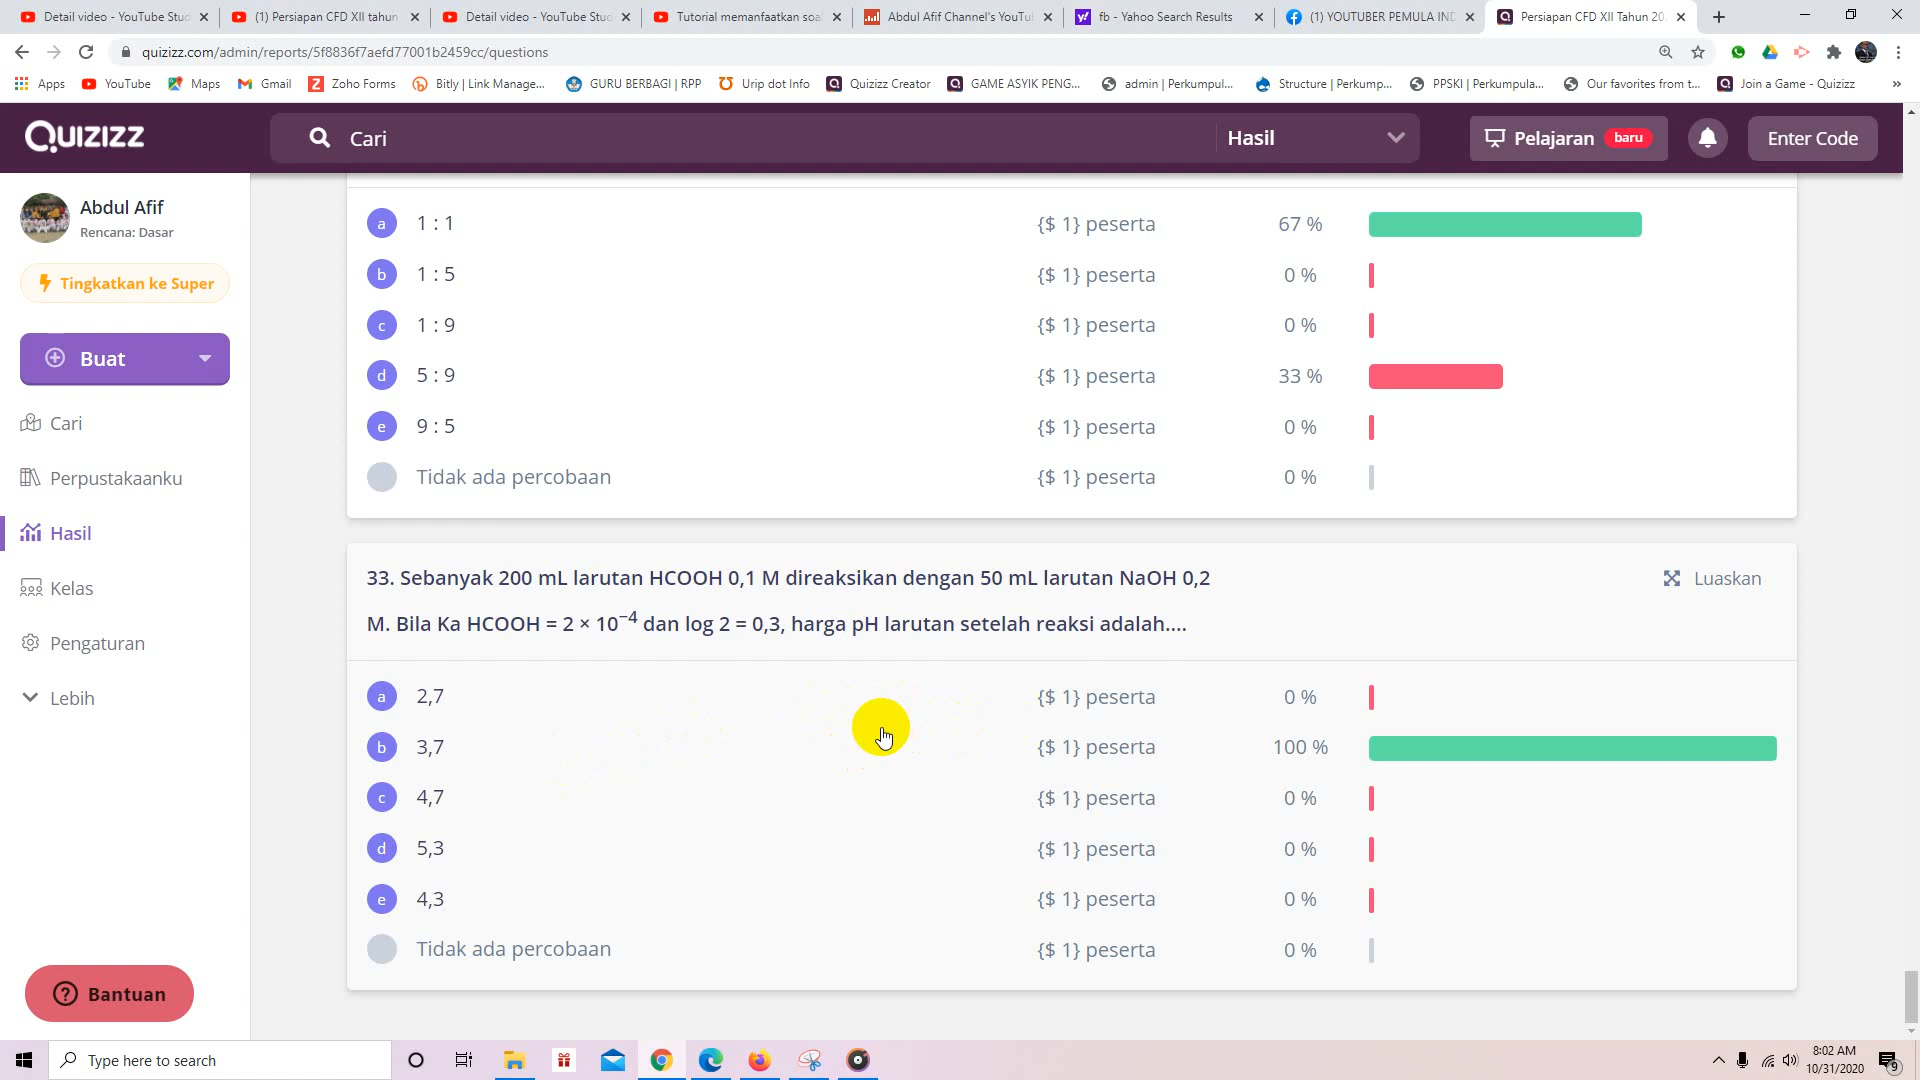 Detail video - YouTube Stud
(1) Persiapan CFD XII tahun
Detail video - YouTube Stud
Tutorial memanfaatkan soal
Abdul Afif Channel's YouTu
fb - Yahoo Search Results
(1) YOUTUBER PEMULA IND
Persiapan CFD XII Tahun 20
quizizz.com/admin/reports/5f8836f7aefd77001b2459cc/questions
Apps
YouTube
Maps
Gmail
Zoho Forms
Bitly | Link Manage...
GURU BERBAGI | RPP
Urip dot Info
Quizizz Creator
GAME ASYIK PENG...
admin | Perkumpul...
Structure | Perkump...
PPSKI | Perkumpula...
Our favorites from t...
Join a Game - Quizizz
»
QUIZIZZ
Cari
Hasil
Pelajaran baru
Enter Code
Abdul Afif
Rencana: Dasar
Tingkatkan ke Super
Buat
Cari
Perpustakaanku
Hasil
Kelas
Pengaturan
Lebih
Bantuan
a 1 : 1 {$ 1} peserta 67 %
b 1 : 5 {$ 1} peserta 0 %
c 1 : 9 {$ 1} peserta 0 %
d 5 : 9 {$ 1} peserta 33 %
e 9 : 5 {$ 1} peserta 0 %
Tidak ada percobaan {$ 1} peserta 0 %
33. Sebanyak 200 mL larutan HCOOH 0,1 M direaksikan dengan 50 mL larutan NaOH 0,2
Luaskan
M. Bila Ka HCOOH = 2 × 10⁻⁴ dan log 2 = 0,3, harga pH larutan setelah reaksi adalah....
a 2,7 {$ 1} peserta 0 %
b 3,7 {$ 1} peserta 100 %
c 4,7 {$ 1} peserta 0 %
d 5,3 {$ 1} peserta 0 %
e 4,3 {$ 1} peserta 0 %
Tidak ada percobaan {$ 1} peserta 0 %
Type here to search
8:02 AM
10/31/2020
9